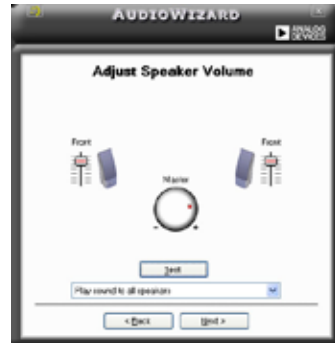 AUDIOWIZARD
ANALOG
DEVICES
Adjust Speaker Volume
Front
Front
Master
- +
Test
Play sound to all speakers
< Back
Next >